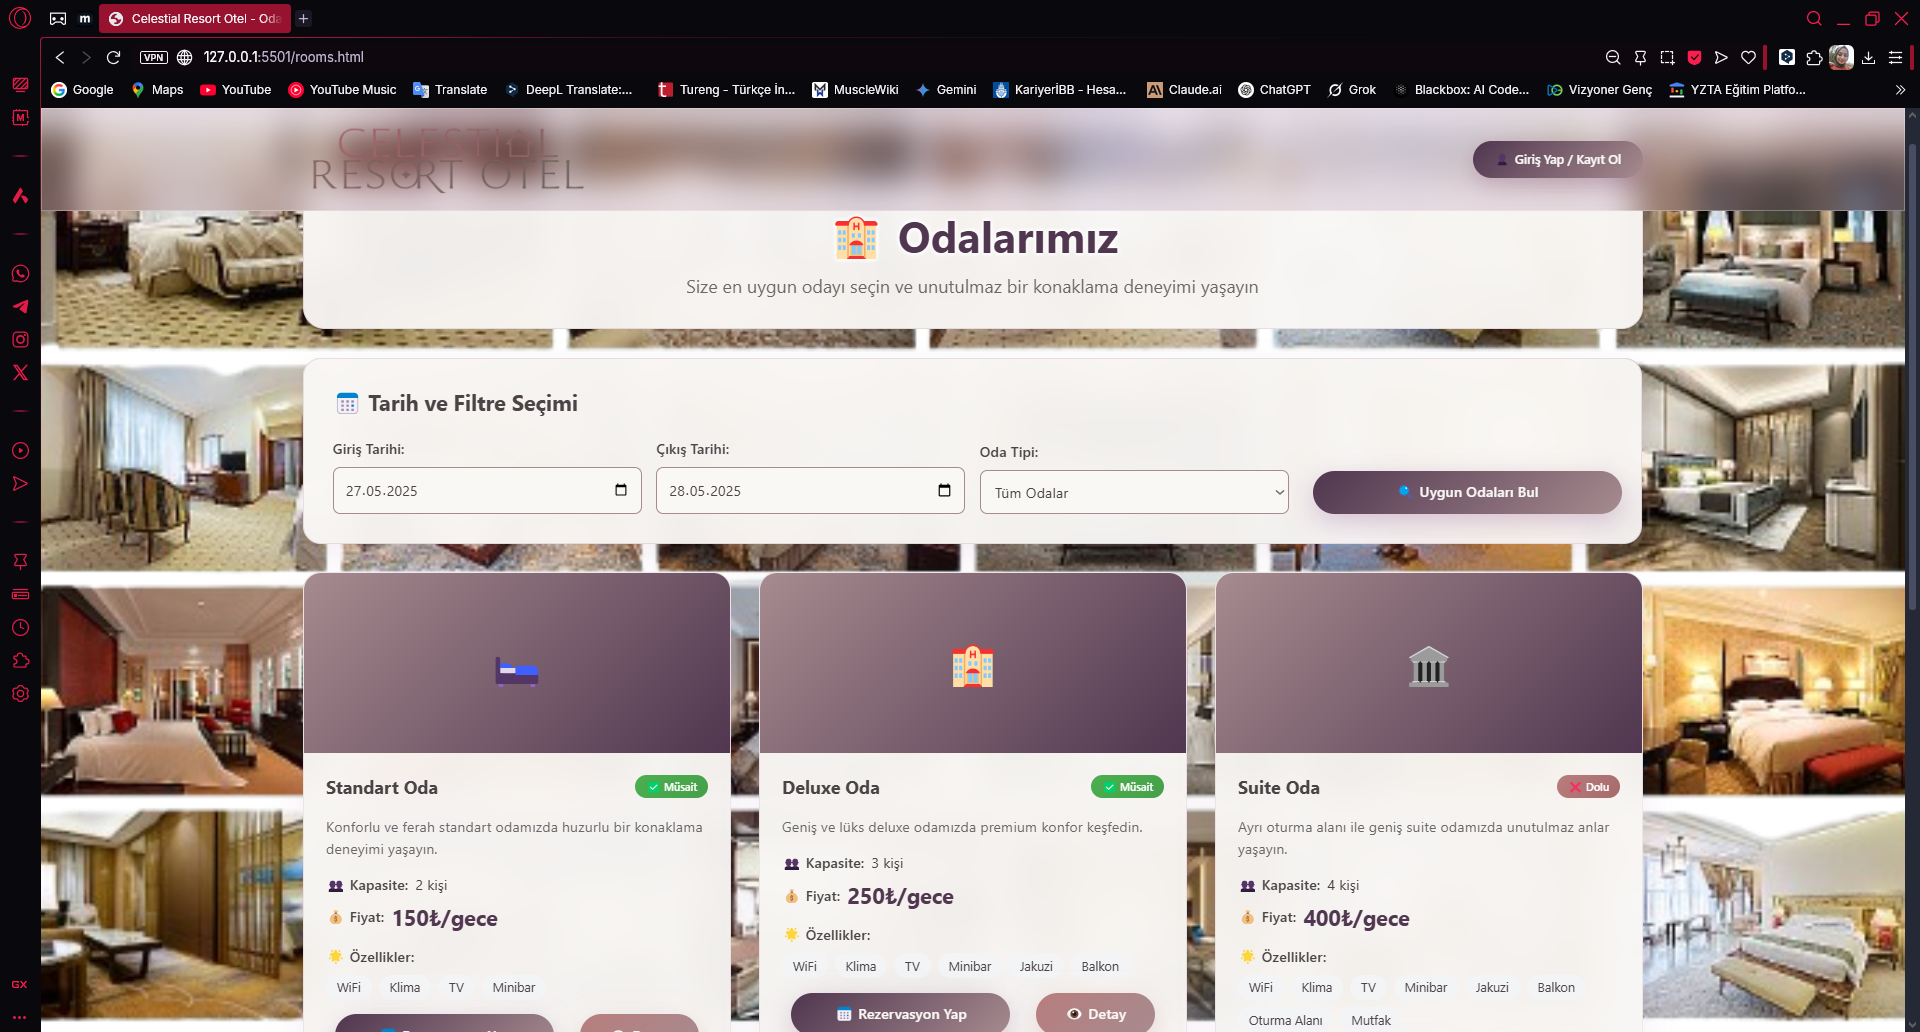 Celestial Resort Otel - Oda
VPN 127.0.0.1:5501/rooms.html
Google Maps YouTube YouTube Music Translate DeepL Translate:... Tureng - Türkçe İn... MuscleWiki Gemini KariyerİBB - Hesa... Claude.ai ChatGPT Grok Blackbox: AI Code... Vizyoner Genç YZTA Eğitim Platfo...
CELESTIAL
RESORT OTEL
Giriş Yap / Kayıt Ol
Odalarımız
Size en uygun odayı seçin ve unutulmaz bir konaklama deneyimi yaşayın
Tarih ve Filtre Seçimi
Giriş Tarihi: Çıkış Tarihi: Oda Tipi:
27.05.2025 28.05.2025 Tüm Odalar Uygun Odaları Bul
Standart Oda Müsait
Konforlu ve ferah standart odamızda huzurlu bir konaklama
deneyimi yaşayın.
Kapasite: 2 kişi
Fiyat: 150₺/gece
Özellikler:
WiFi Klima TV Minibar
Deluxe Oda Müsait
Geniş ve lüks deluxe odamızda premium konfor keşfedin.
Kapasite: 3 kişi
Fiyat: 250₺/gece
Özellikler:
WiFi Klima TV Minibar Jakuzi Balkon
Rezervasyon Yap Detay
Suite Oda Dolu
Ayrı oturma alanı ile geniş suite odamızda unutulmaz anlar
yaşayın.
Kapasite: 4 kişi
Fiyat: 400₺/gece
Özellikler:
WiFi Klima TV Minibar Jakuzi Balkon
Oturma Alanı Mutfak
GX